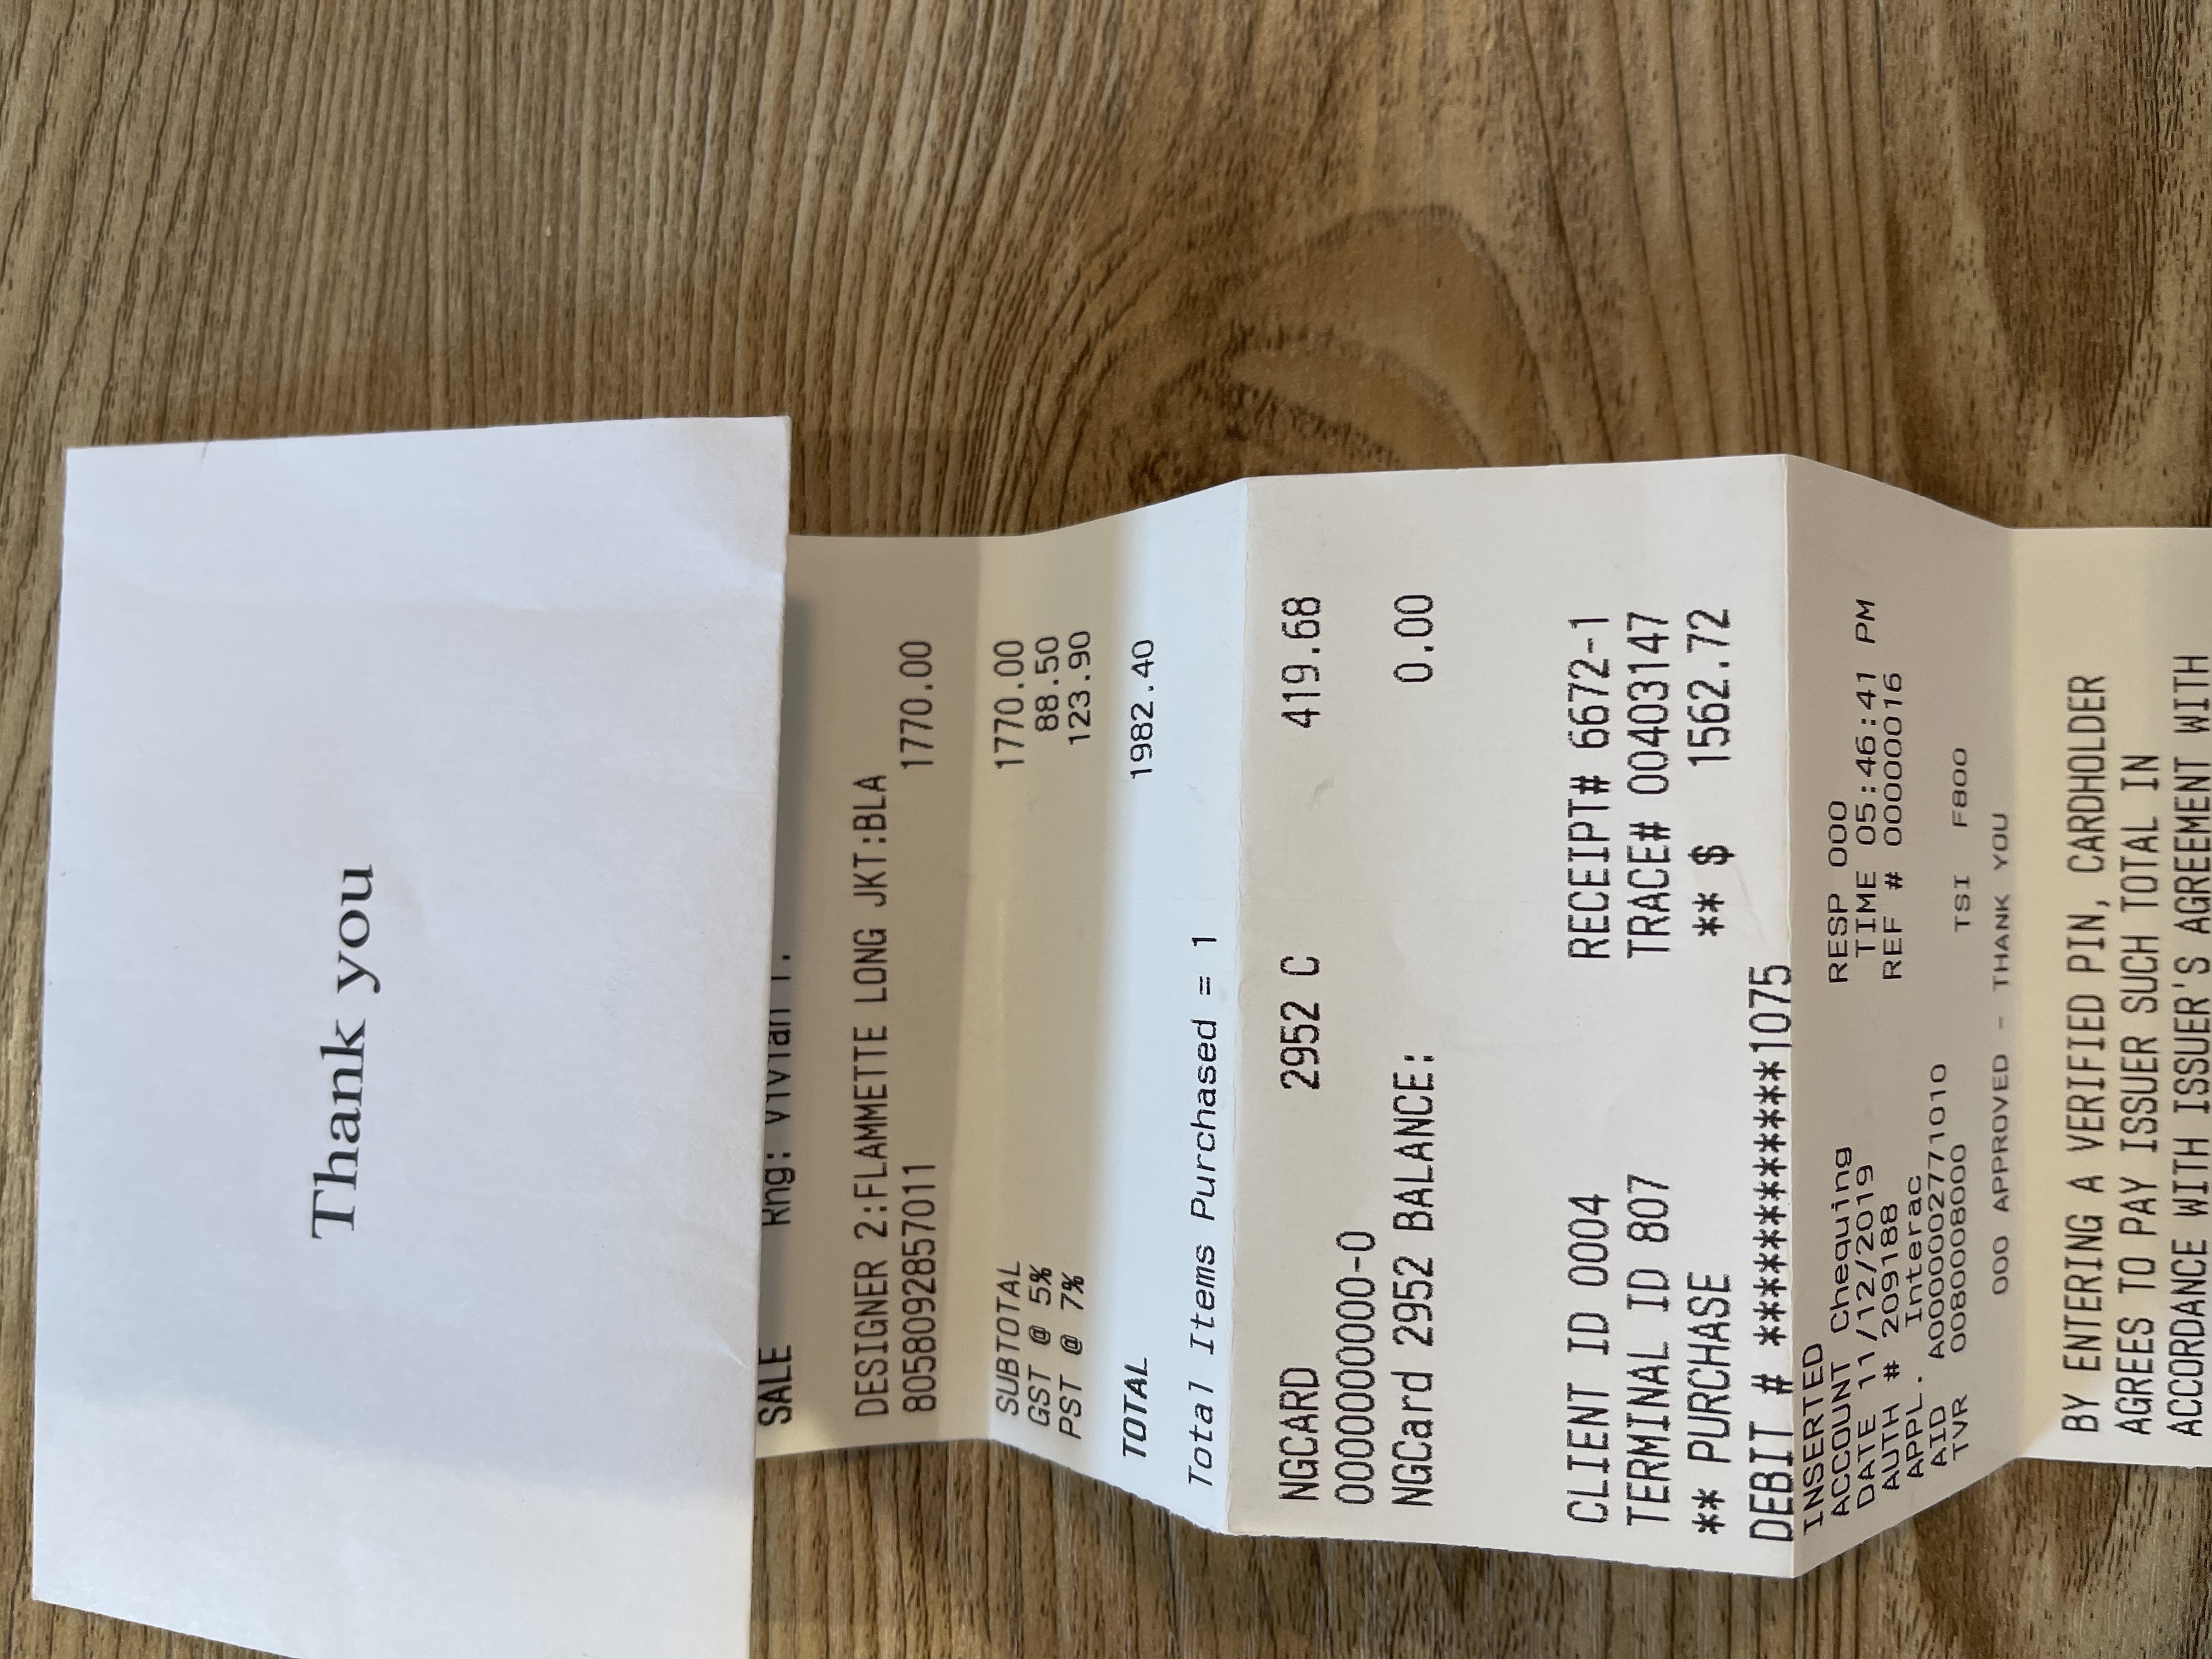 Thank you
SALE Rng: Vivian
DESIGNER 2:FLAMMETTE LONG JKT:BLA
8058092857011 1770.00
SUBTOTAL 1770.00
GST @ 5% 88.50
PST @ 7% 123.90
TOTAL 1982.40
Total Items Purchased = 1
NGCARD 2952 C 419.68
0000000000-0
NGCard 2952 BALANCE: 0.00
CLIENT ID 0004 RECEIPT# 6672-1
TERMINAL ID 807 TRACE# 00403147
** PURCHASE ** $ 1562.72
DEBIT # ************1075
INSERTED
ACCOUNT Chequing RESP 000
DATE 11/12/2019 TIME 05:46:41 PM
AUTH # 209188 REF # 00000016
APPL. Interac
AID A0000002771010
TVR 0080008000 TSI F800
000 APPROVED - THANK YOU
BY ENTERING A VERIFIED PIN, CARDHOLDER
AGREES TO PAY ISSUER SUCH TOTAL IN
ACCORDANCE WITH ISSUER'S AGREEMENT WITH